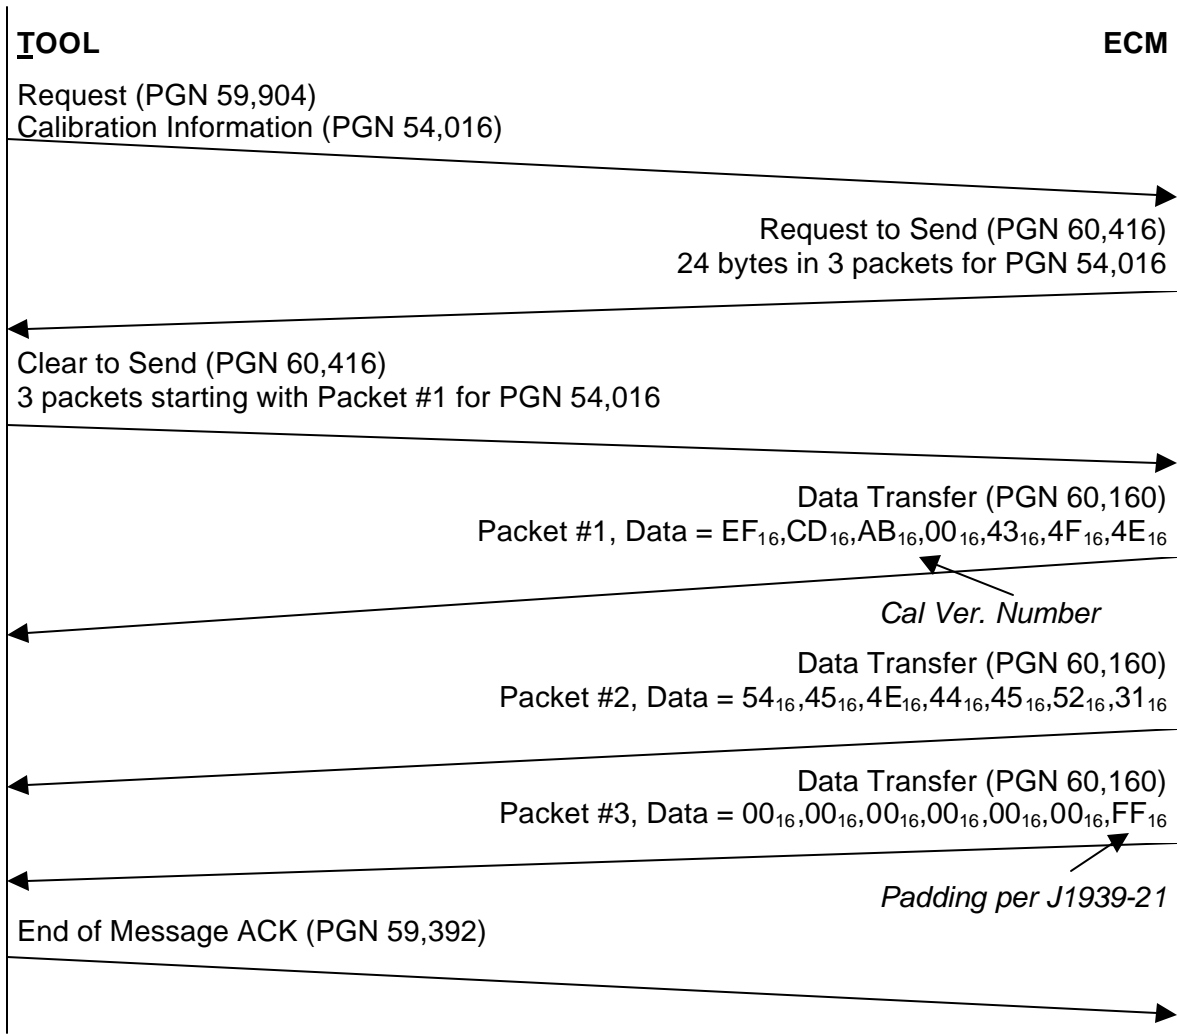 TOOL
ECM
Request (PGN 59,904)
Calibration Information (PGN 54,016)
Request to Send (PGN 60,416)
24 bytes in 3 packets for PGN 54,016
Clear to Send (PGN 60,416)
3 packets starting with Packet #1 for PGN 54,016
Data Transfer (PGN 60,160)
Packet #1, Data = EF₁₆,CD₁₆,AB₁₆,00₁₆,43₁₆,4F₁₆,4E₁₆
Cal Ver. Number
Data Transfer (PGN 60,160)
Packet #2, Data = 54₁₆,45₁₆,4E₁₆,44₁₆,45₁₆,52₁₆,31₁₆
Data Transfer (PGN 60,160)
Packet #3, Data = 00₁₆,00₁₆,00₁₆,00₁₆,00₁₆,00₁₆,FF₁₆
Padding per J1939-21
End of Message ACK (PGN 59,392)